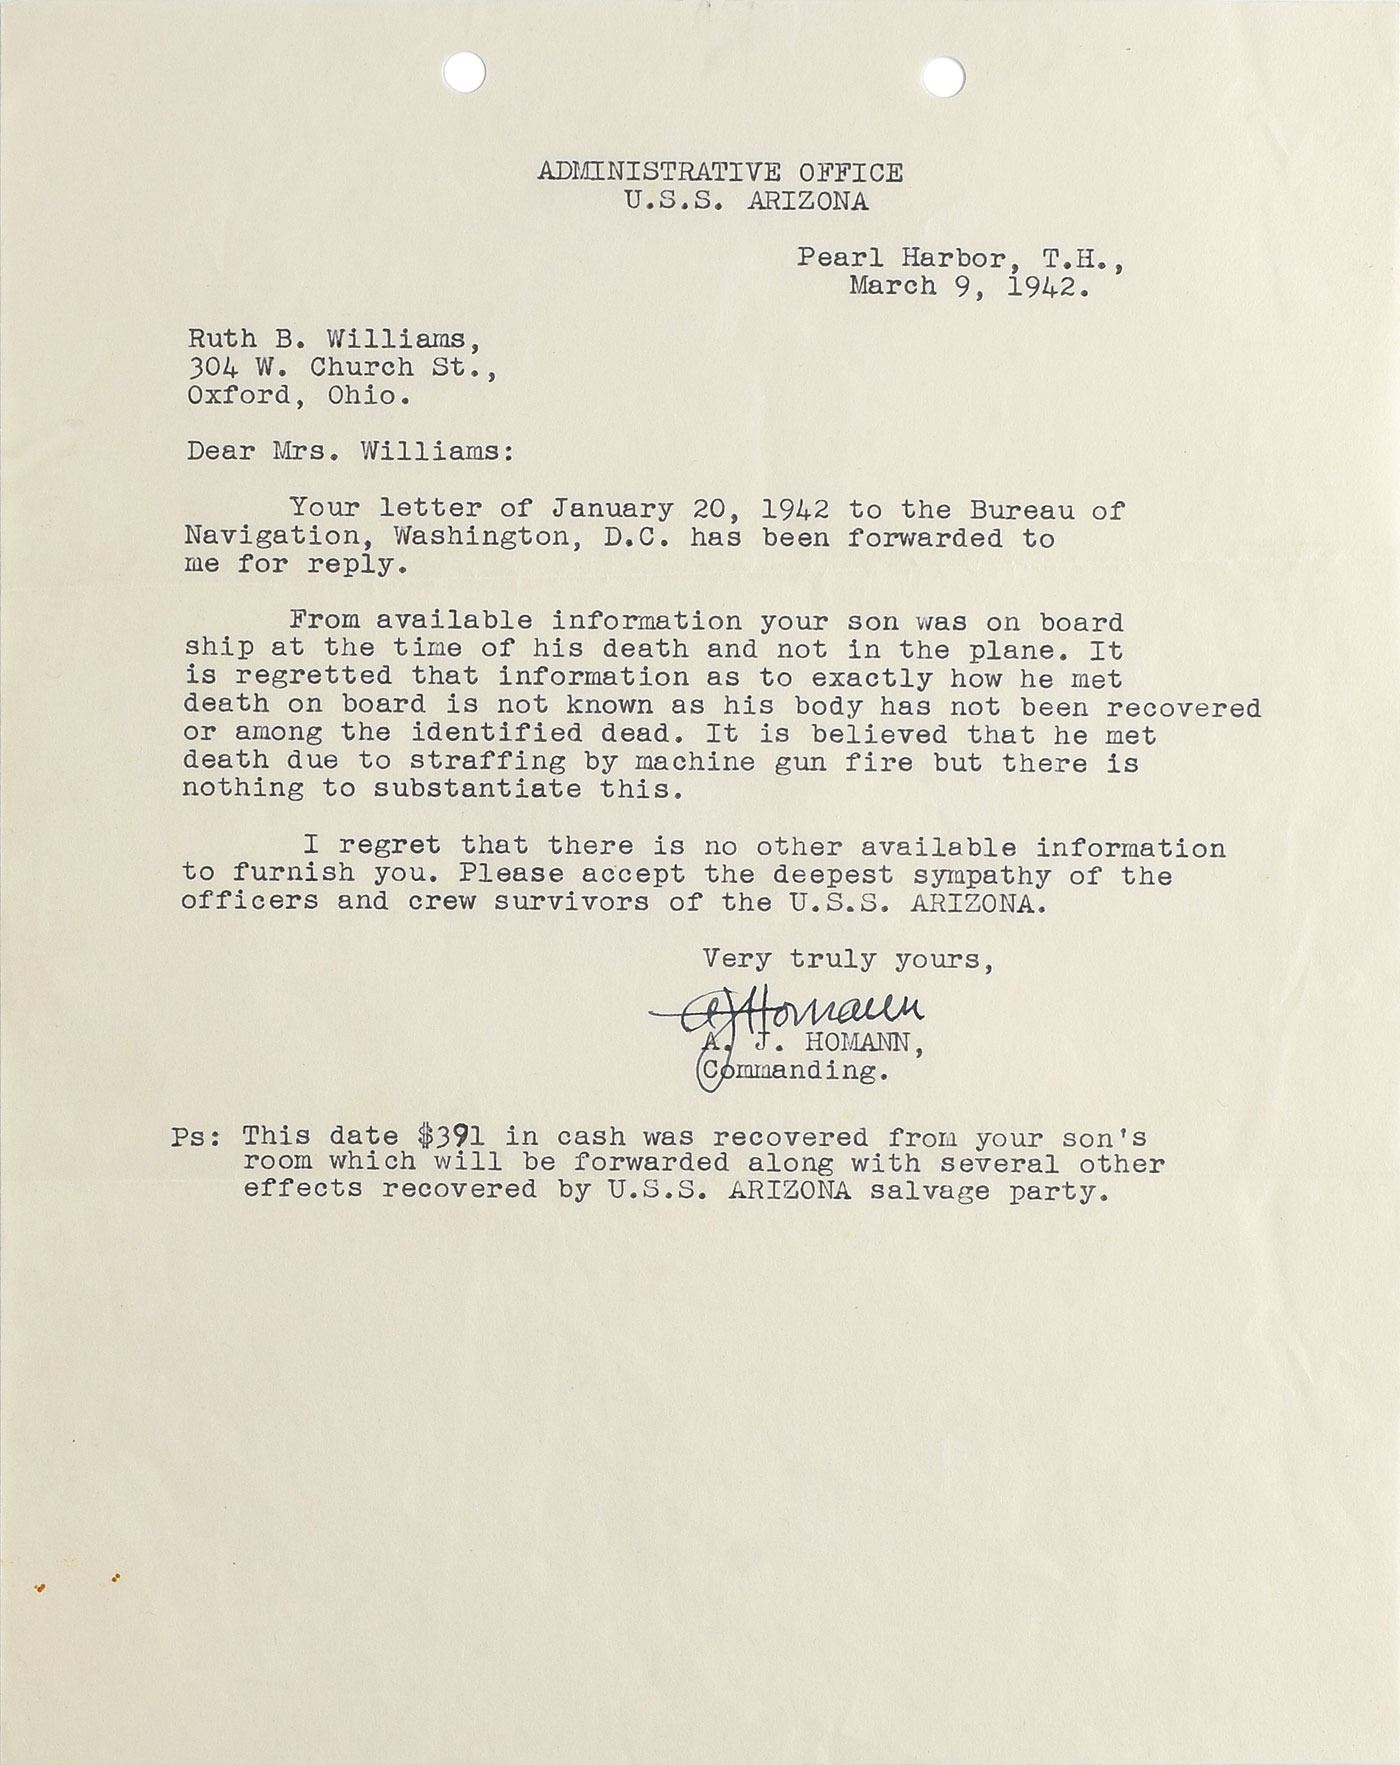 ADMINISTRATIVE OFFICE
U.S.S. ARIZONA
Pearl Harbor, T.H.,
March 9, 1942.
Ruth B. Williams,
304 W. Church St.,
Oxford, Ohio.
Dear Mrs. Williams:
Your letter of January 20, 1942 to the Bureau of
Navigation, Washington, D.C. has been forwarded to
me for reply.
From available information your son was on board
ship at the time of his death and not in the plane. It
is regretted that information as to exactly how he met
death on board is not known as his body has not been recovered
or among the identified dead. It is believed that he met
death due to straffing by machine gun fire but there is
nothing to substantiate this.
I regret that there is no other available information
to furnish you. Please accept the deepest sympathy of the
officers and crew survivors of the U.S.S. ARIZONA.
Very truly yours,
AJHomann
A. J. HOMANN,
Commanding.
Ps: This date $391 in cash was recovered from your son's
room which will be forwarded along with several other
effects recovered by U.S.S. ARIZONA salvage party.